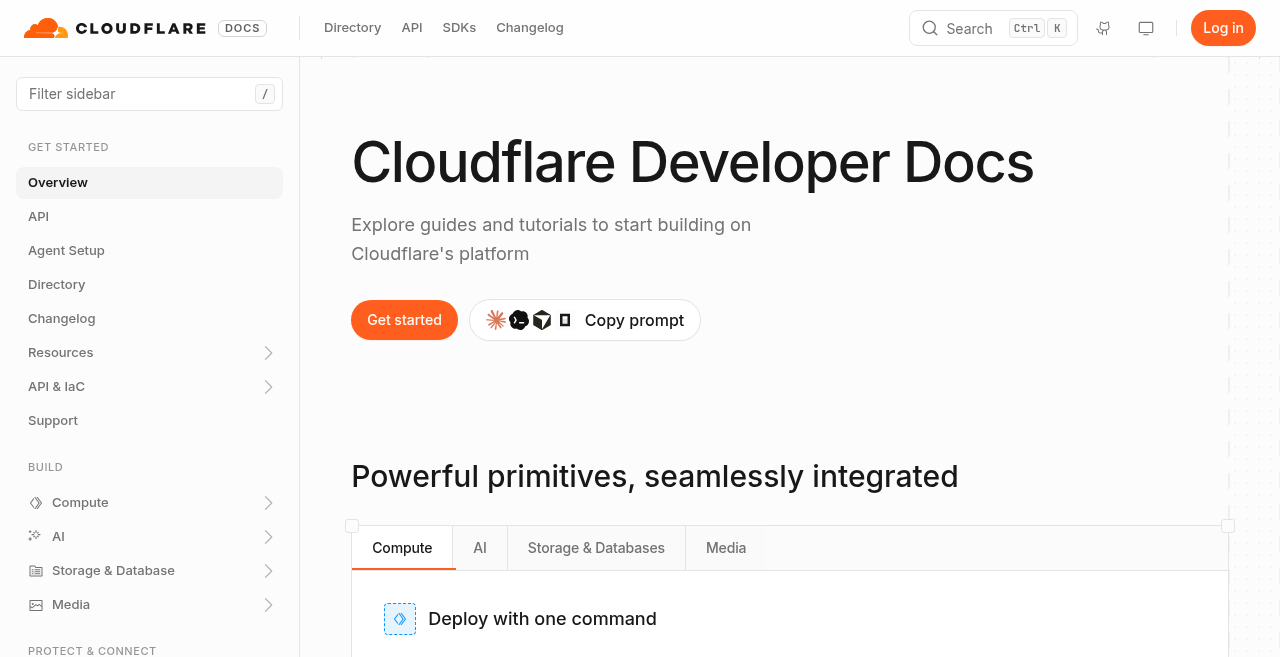 CLOUDFLARE DOCS
Directory API SDKs Changelog
Search Ctrl K
Log in
Filter sidebar /
GET STARTED
Overview
API
Agent Setup
Directory
Changelog
Resources
API & IaC
Support
BUILD
Compute
AI
Storage & Database
Media
PROTECT & CONNECT
Cloudflare Developer Docs
Explore guides and tutorials to start building on
Cloudflare's platform
Get started Copy prompt
Powerful primitives, seamlessly integrated
Compute AI Storage & Databases Media
Deploy with one command